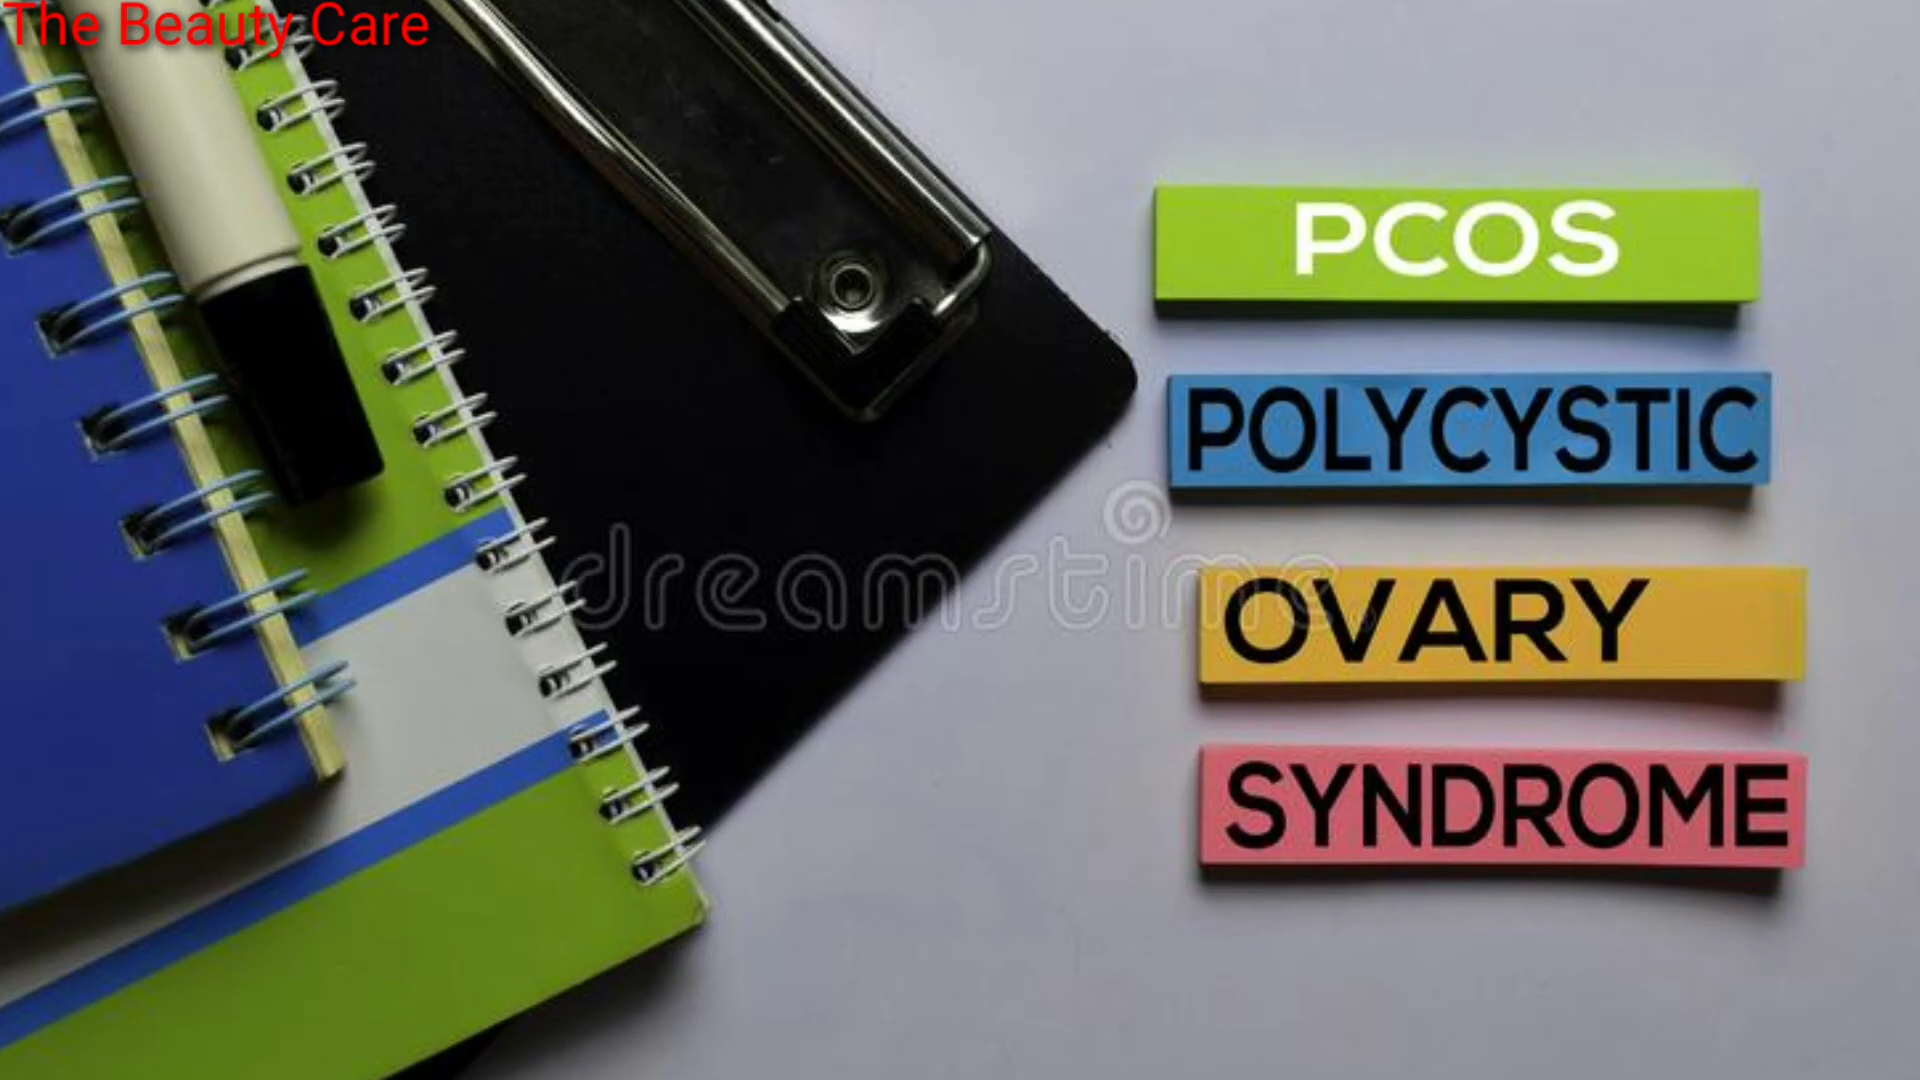 The Beauty Care
PCOS
POLYCYSTIC
dreamstime
OVARY
SYNDROME